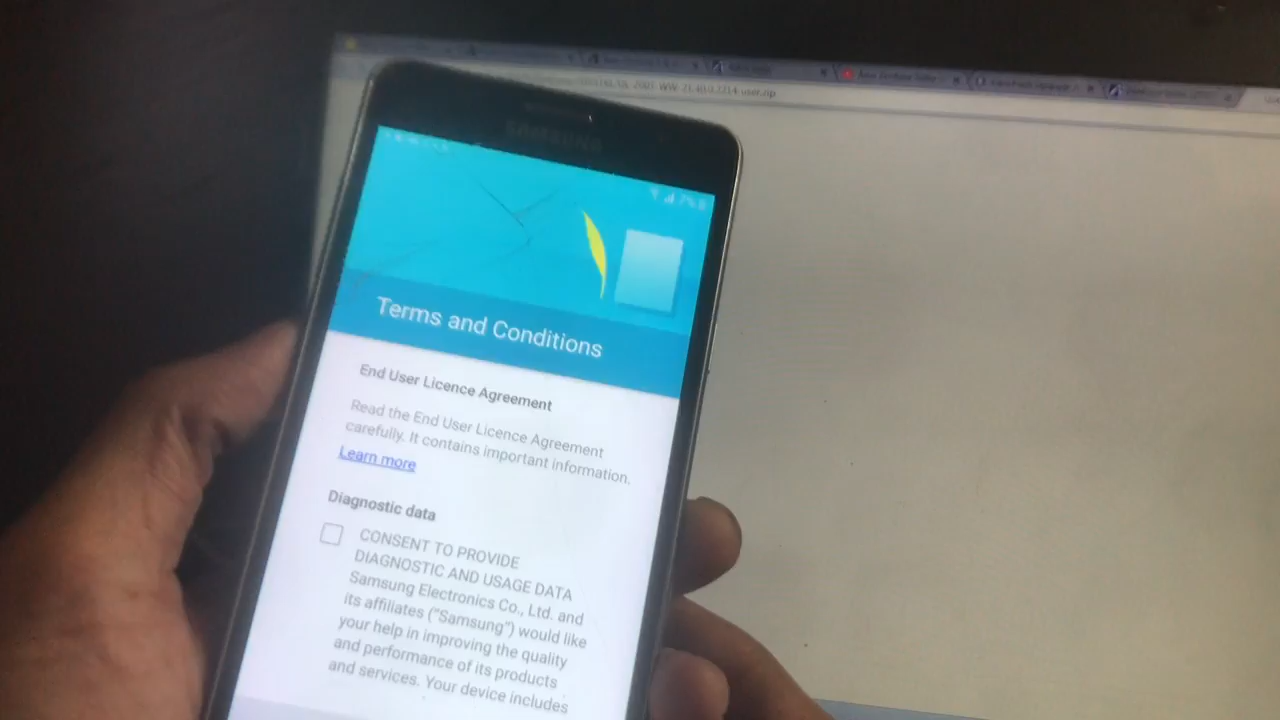 SAMSUNG
7%
Terms and Conditions
End User Licence Agreement
Read the End User Licence Agreement
carefully. It contains important information.
Learn more
Diagnostic data
CONSENT TO PROVIDE
DIAGNOSTIC AND USAGE DATA
Samsung Electronics Co., Ltd. and
its affiliates ("Samsung") would like
your help in improving the quality
and performance of its products
and services. Your device includes